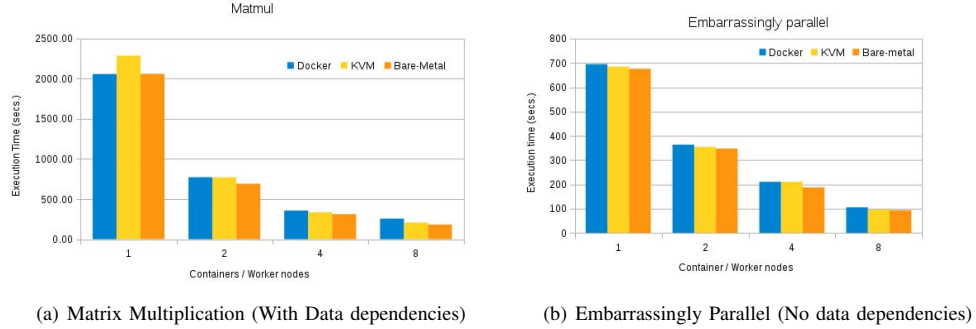 Matmul
2500.00
2000.00
1500.00
1000.00
500.00
0.00
Execution Time (secs.)
Docker KVM Bare-Metal
1 2 4 8
Containers / Worker nodes
(a) Matrix Multiplication (With Data dependencies)
Embarrassingly parallel
800
700
600
500
400
300
200
100
0
Execution time (secs.)
Docker KVM Bare-Metal
1 2 4 8
Container / Worker nodes
(b) Embarrassingly Parallel (No data dependencies)